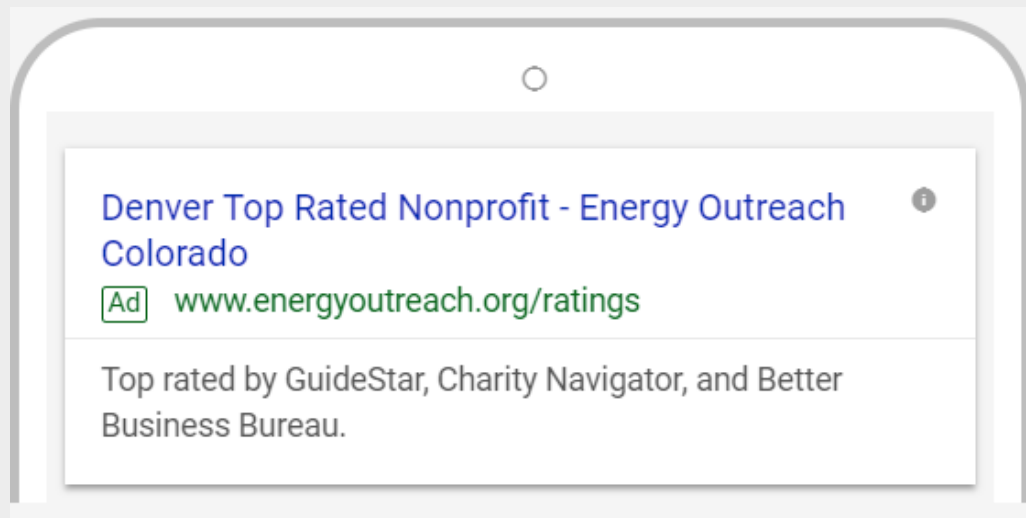 Denver Top Rated Nonprofit - Energy Outreach
Colorado
Ad www.energyoutreach.org/ratings
Top rated by GuideStar, Charity Navigator, and Better
Business Bureau.